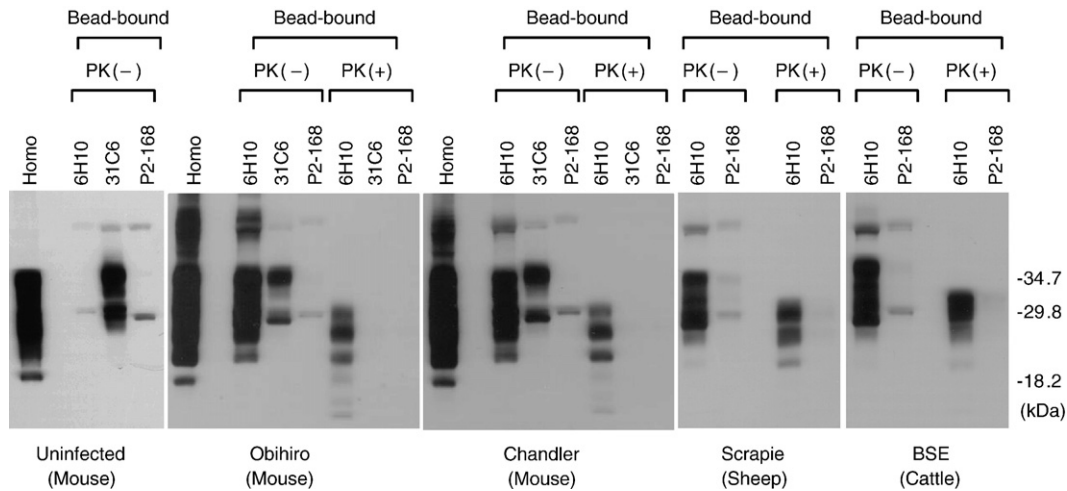 Bead-bound Bead-bound Bead-bound Bead-bound Bead-bound
PK(−) PK(−) PK(+) PK(−) PK(+) PK(−) PK(+) PK(−) PK(+)
Homo 6H10 31C6 P2-168 Homo 6H10 31C6 P2-168 6H10 31C6 P2-168 Homo 6H10 31C6 P2-168 6H10 31C6 P2-168 6H10 P2-168 6H10 P2-168 6H10 P2-168 6H10 P2-168
-34.7
-29.8
-18.2
(kDa)
Uninfected Obihiro Chandler Scrapie BSE
(Mouse) (Mouse) (Mouse) (Sheep) (Cattle)